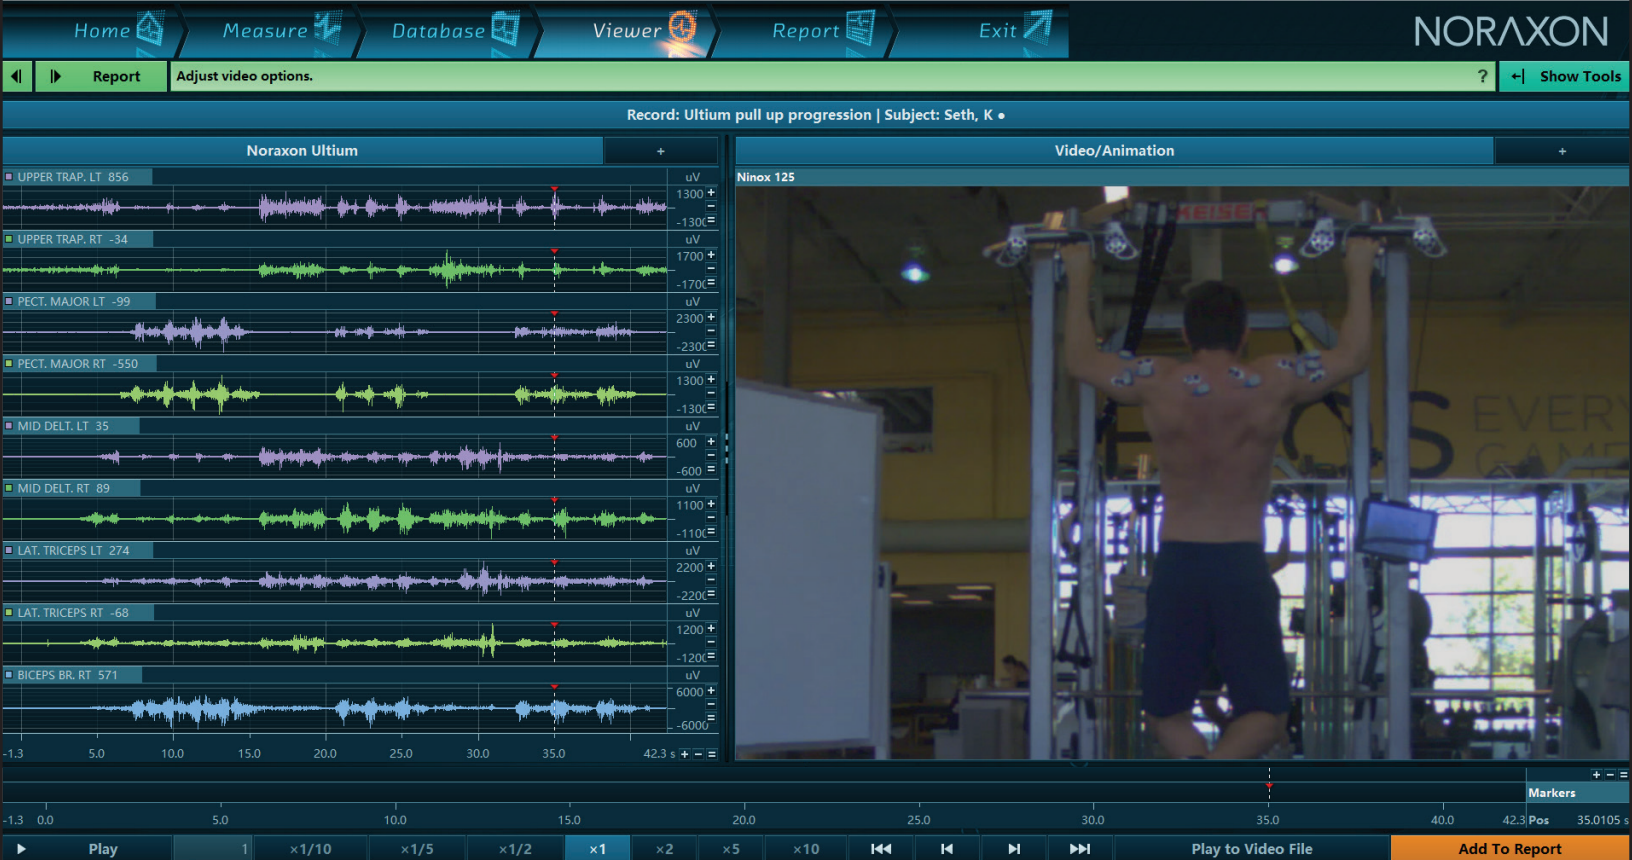 Home Measure Database Viewer Report Exit NORAXON
Report Adjust video options. ? Show Tools
Record: Ultium pull up progression | Subject: Seth, K ●
Noraxon Ultium +
UPPER TRAP. LT 856 uV
1300 +
-1300
UPPER TRAP. RT -34 uV
1700 +
-1700
PECT. MAJOR LT -99 uV
2300 +
-2300
PECT. MAJOR RT -550 uV
1300 +
-1300
MID DELT. LT 35 uV
600 +
-600
MID DELT. RT 89 uV
1100 +
-1100
LAT. TRICEPS LT 274 uV
2200 +
-2200
LAT. TRICEPS RT -68 uV
1200 +
-1200
BICEPS BR. RT 571 uV
6000 +
-6000
-1.3 5.0 10.0 15.0 20.0 25.0 30.0 35.0 42.3 s + − =
Video/Animation +
Ninox 125
KEISER
EVERY
GAME
+ − =
Markers
-1.3 0.0 5.0 10.0 15.0 20.0 25.0 30.0 35.0 40.0 42.3 Pos 35.0105 s
Play 1 ×1/10 ×1/5 ×1/2 ×1 ×2 ×5 ×10 Play to Video File Add To Report